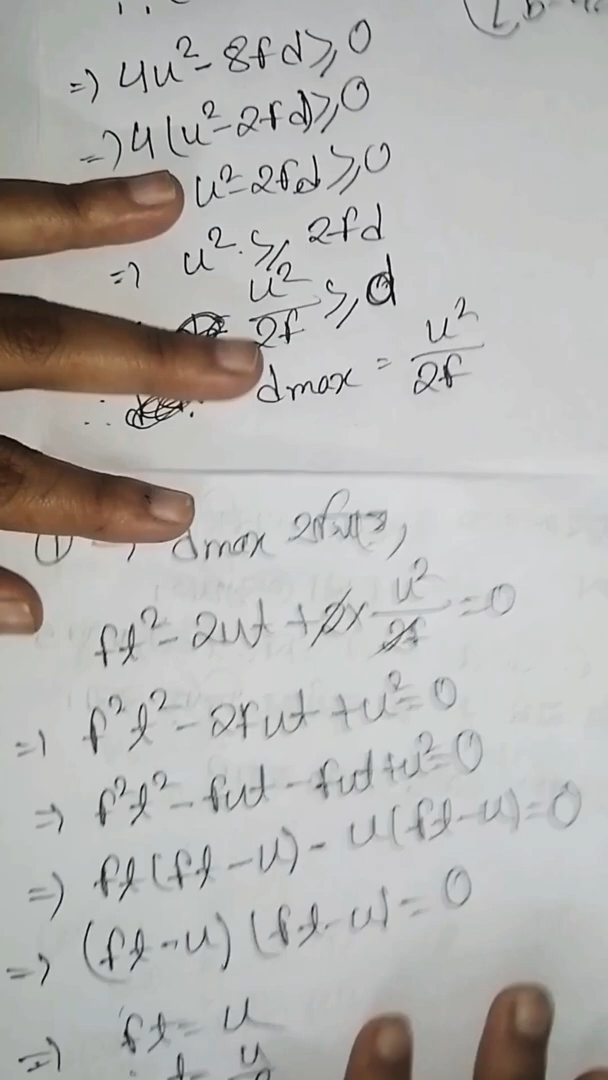 => 4u² - 8fd ≥ 0
=> 4(u² - 2fd) ≥ 0
u² - 2fd ≥ 0
=> u² ≥ 2fd
u²/2f ≥ d
∴ dmax = u²/2f
① dmax হলে,
ft² - 2ut + 2 × u²/2f = 0
=> f²t² - 2fut + u² = 0
=> f²t² - fut - fut + u² = 0
=> ft(ft - u) - u(ft - u) = 0
=> (ft - u)(ft - u) = 0
ft = u
=> t = u